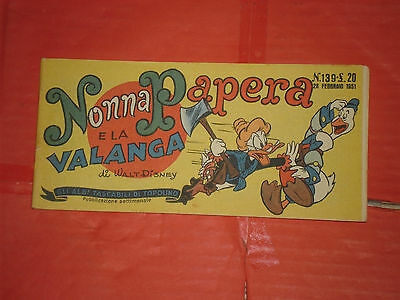 Nonna Papera
E LA
VALANGA
di WALT DISNEY
GLI ALBI TASCABILI DI TOPOLINO
Pubblicazione settimanale
N.139-£.20
28 FEBBRAIO 1951